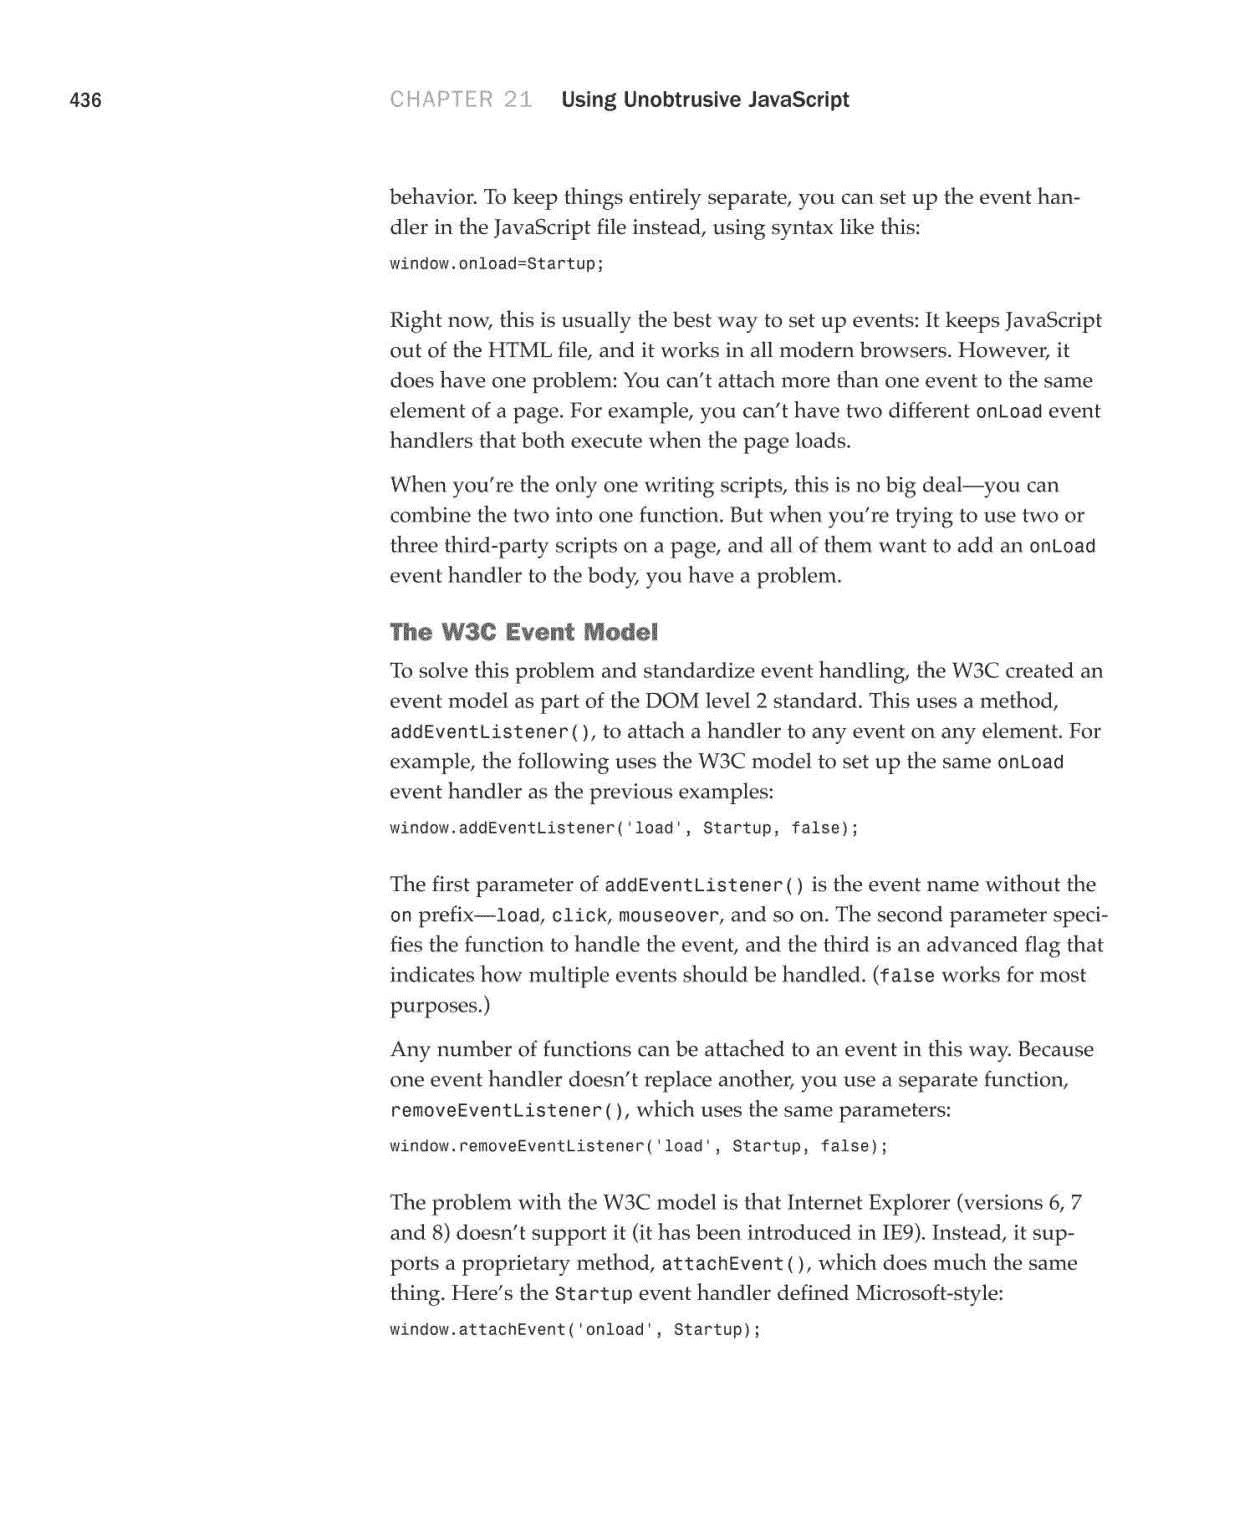 436
CHAPTER 21 Using Unobtrusive JavaScript
behavior. To keep things entirely separate, you can set up the event han-
dler in the JavaScript file instead, using syntax like this:
window.onload=Startup;
Right now, this is usually the best way to set up events: It keeps JavaScript
out of the HTML file, and it works in all modern browsers. However, it
does have one problem: You can't attach more than one event to the same
element of a page. For example, you can't have two different onLoad event
handlers that both execute when the page loads.
When you're the only one writing scripts, this is no big deal—you can
combine the two into one function. But when you're trying to use two or
three third-party scripts on a page, and all of them want to add an onLoad
event handler to the body, you have a problem.
The W3C Event Model
To solve this problem and standardize event handling, the W3C created an
event model as part of the DOM level 2 standard. This uses a method,
addEventListener(), to attach a handler to any event on any element. For
example, the following uses the W3C model to set up the same onLoad
event handler as the previous examples:
window.addEventListener('load', Startup, false);
The first parameter of addEventListener() is the event name without the
on prefix—load, click, mouseover, and so on. The second parameter speci-
fies the function to handle the event, and the third is an advanced flag that
indicates how multiple events should be handled. (false works for most
purposes.)
Any number of functions can be attached to an event in this way. Because
one event handler doesn't replace another, you use a separate function,
removeEventListener(), which uses the same parameters:
window.removeEventListener('load', Startup, false);
The problem with the W3C model is that Internet Explorer (versions 6, 7
and 8) doesn't support it (it has been introduced in IE9). Instead, it sup-
ports a proprietary method, attachEvent(), which does much the same
thing. Here's the Startup event handler defined Microsoft-style:
window.attachEvent('onload', Startup);